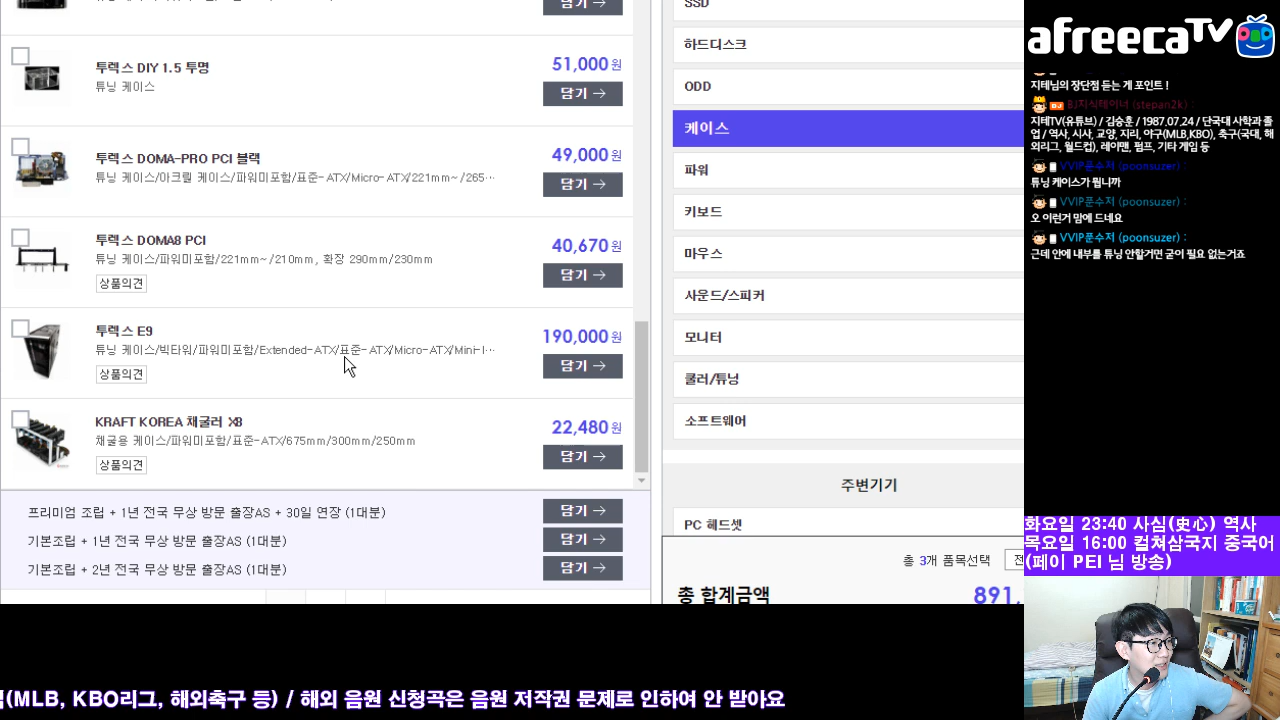 담기 →
투렉스 DIY 1.5 투명
튜닝 케이스
51,000원
담기 →
투렉스 DOMA-PRO PCI 블랙
튜닝 케이스/아크릴 케이스/파워미포함/표준-ATX/Micro-ATX/221mm~/265···
49,000원
담기 →
투렉스 DOMA8 PCI
튜닝 케이스/파워미포함/221mm~/210mm, 확장 290mm/230mm
상품의견
40,670원
담기 →
투렉스 E9
튜닝 케이스/빅타워/파워미포함/Extended-ATX/표준-ATX/Micro-ATX/Mini-I···
상품의견
190,000원
담기 →
KRAFT KOREA 채굴러 X8
채굴용 케이스/파워미포함/표준-ATX/675mm/300mm/250mm
상품의견
22,480원
담기 →
프리미엄 조립 + 1년 전국 무상 방문 출장AS + 30일 연장 (1대분)
담기 →
기본조립 + 1년 전국 무상 방문 출장AS (1대분)
담기 →
기본조립 + 2년 전국 무상 방문 출장AS (1대분)
담기 →
SSD
하드디스크
ODD
케이스
파워
키보드
마우스
사운드/스피커
모니터
쿨러/튜닝
소프트웨어
주변기기
PC 헤드셋
총 3개 품목선택
전
총 합계금액
891,
afreecaTV
지테님의 장단점 듣는 게 포인트 !
BJ지식테이너 (stepan2k) :
지테TV(유튜브) / 김승훈 / 1987.07.24 / 단국대 사학과 졸
업 / 역사, 시사, 교양, 지리, 야구(MLB,KBO), 축구(국대, 해
외리그, 월드컵), 레이맨, 펌프, 기타 게임 등
VVIP푼수저 (poonsuzer) :
튜닝 케이스가 뭡니까
VVIP푼수저 (poonsuzer) :
오 이런거 맘에 드네요
VVIP푼수저 (poonsuzer) :
근데 안에 내부를 튜닝 안할거면 굳이 필요 없는거죠
화요일 23:40 사심(史心) 역사
목요일 16:00 컬쳐삼국지 중국어
(페이 PEI 님 방송)
(MLB, KBO리그, 해외축구 등) / 해외 음원 신청곡은 음원 저작권 문제로 인하여 안 받아요